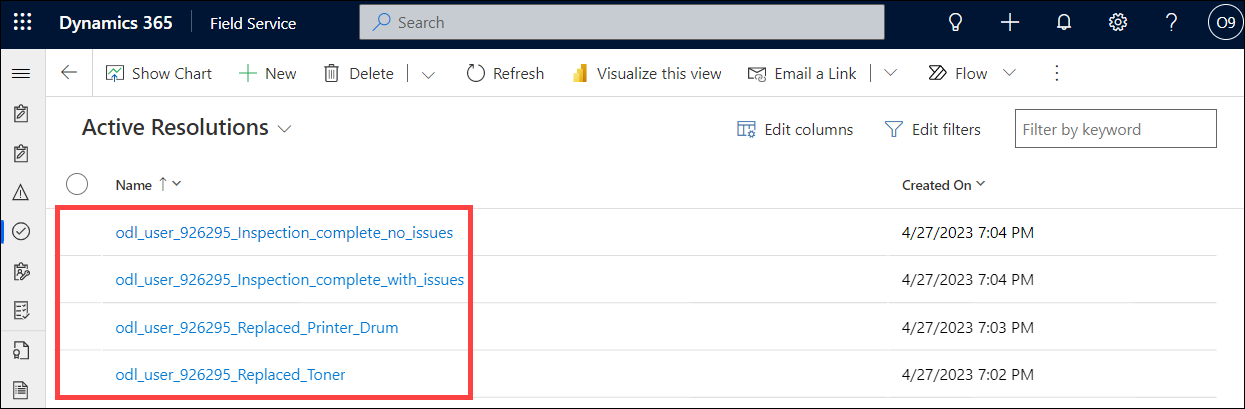 Dynamics 365 Field Service Search ? O9
Show Chart New Delete Refresh Visualize this view Email a Link Flow
Active Resolutions Edit columns Edit filters Filter by keyword
Name Created On
odl_user_926295_Inspection_complete_no_issues 4/27/2023 7:04 PM
odl_user_926295_Inspection_complete_with_issues 4/27/2023 7:04 PM
odl_user_926295_Replaced_Printer_Drum 4/27/2023 7:03 PM
odl_user_926295_Replaced_Toner 4/27/2023 7:02 PM